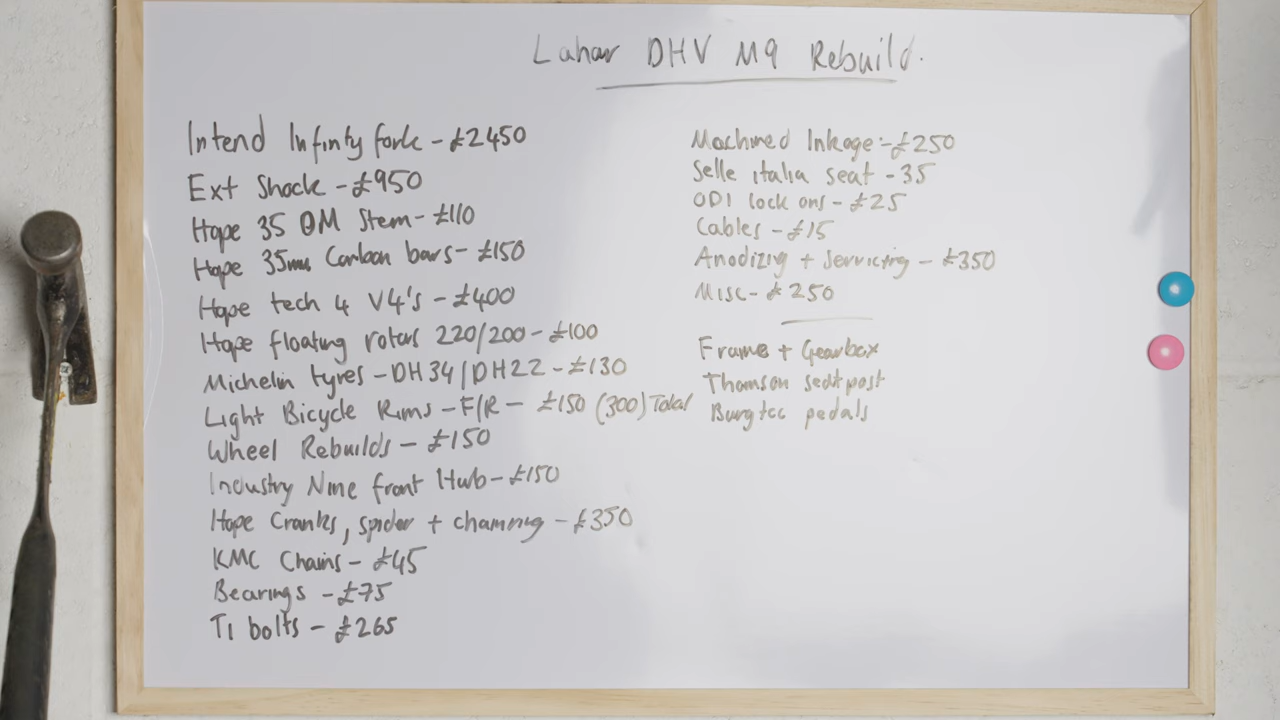 Lahar DHV M9 Rebuild.
Intend Infinty fork - £2450
Ext Shock - £950
Hope 35 DM Stem - £110
Hope 35mm Carbon bars - £150
Hope tech 4 V4's - £400
Hope floating rotors 220/200 - £100
Michelin tyres - DH34/DH22 - £130
Light Bicycle Rims - F/R - £150 (300) Total
Wheel Rebuilds - £150
Industry Nine front Hub - £150
Hope Cranks, spider + chainring - £350
KMC Chains - £45
Bearings - £75
Ti bolts - £265
Machined linkage - £250
Selle italia seat - 35
ODI lock ons - £25
Cables - £15
Anodizing + servicing - £350
Misc - £250
Frame + Gearbox
Thomson seatpost
Burgtec pedals